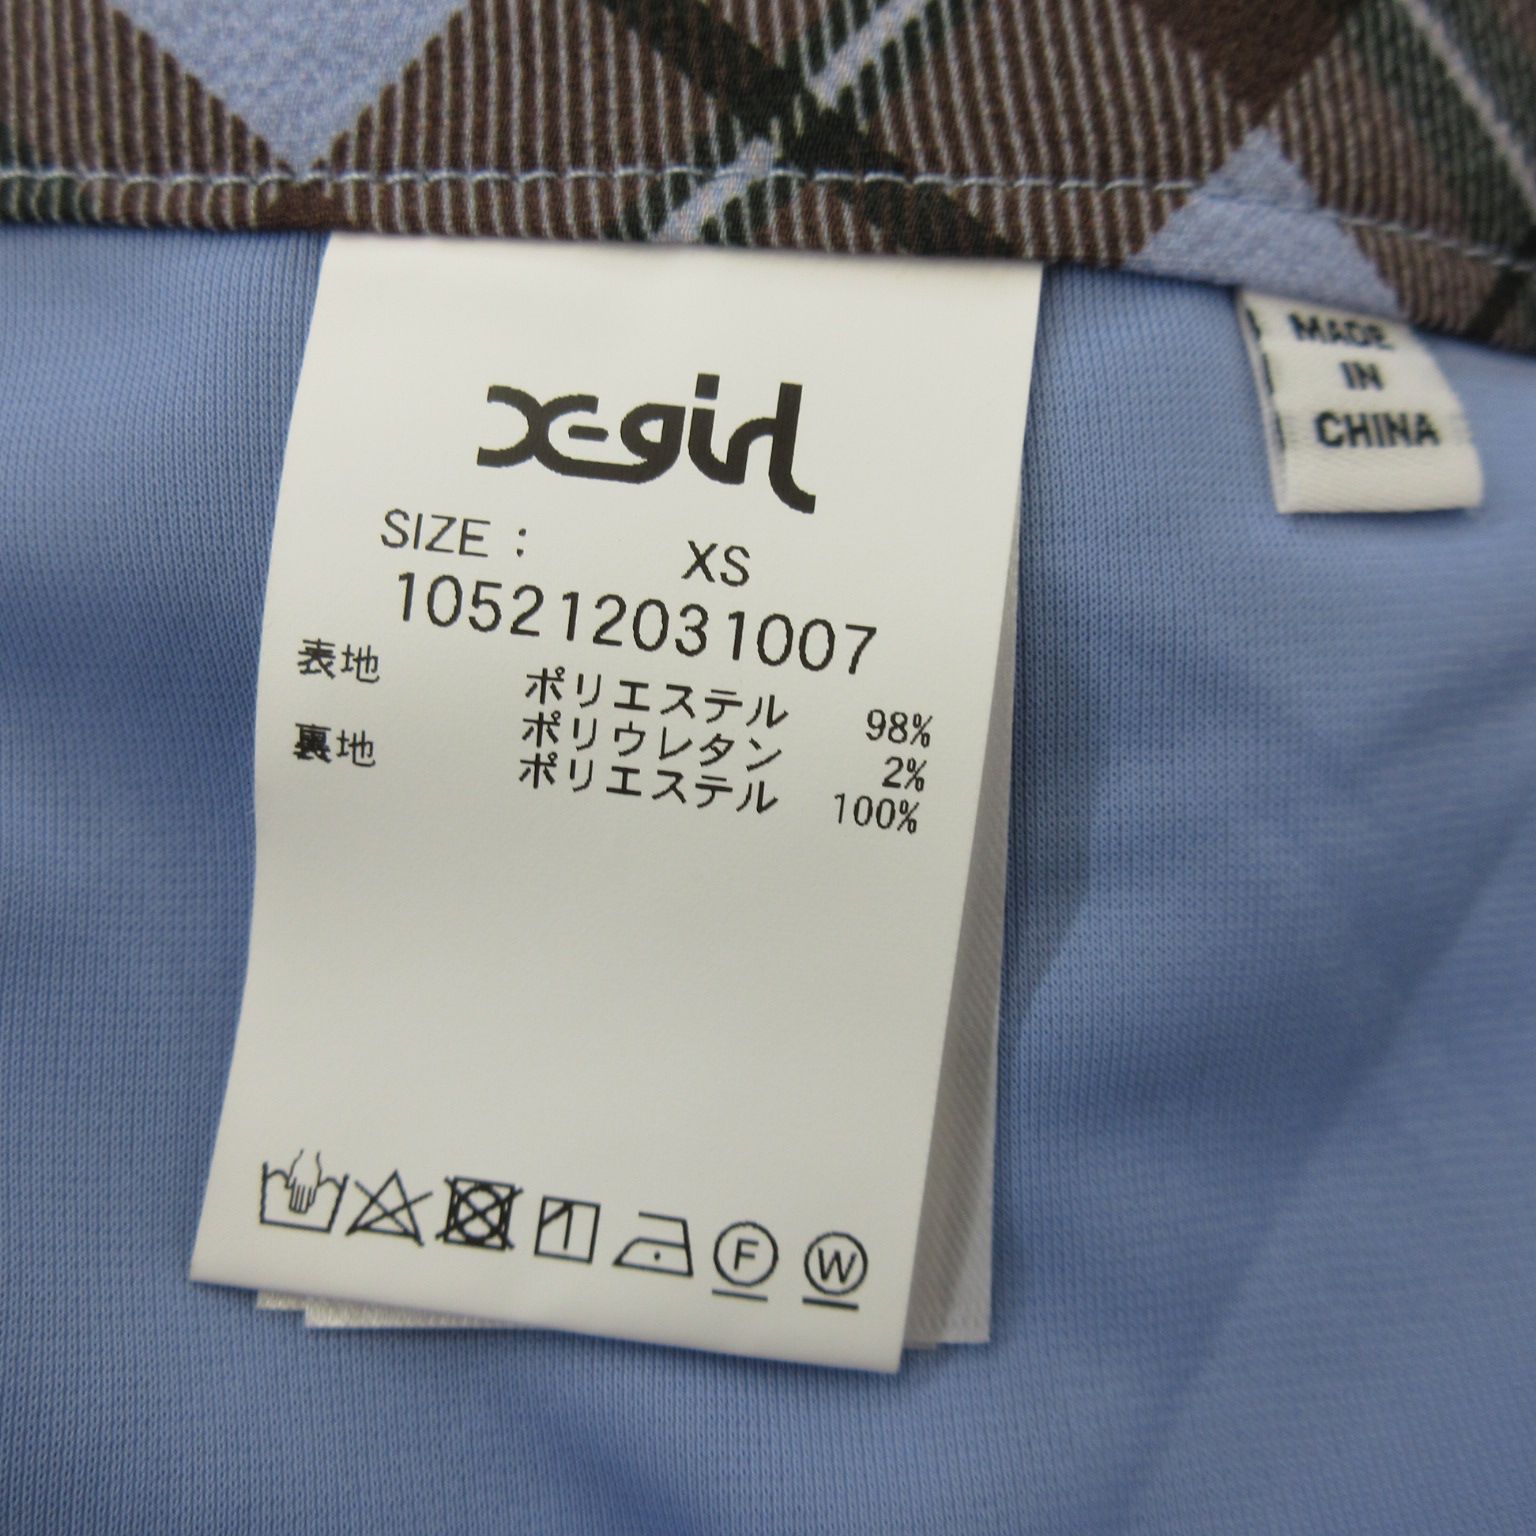 X-girl
SIZE : XS
105212031007
表地 ポリエステル 98%
ポリウレタン 2%
裏地 ポリエステル 100%
F
W
MADE
IN
CHINA